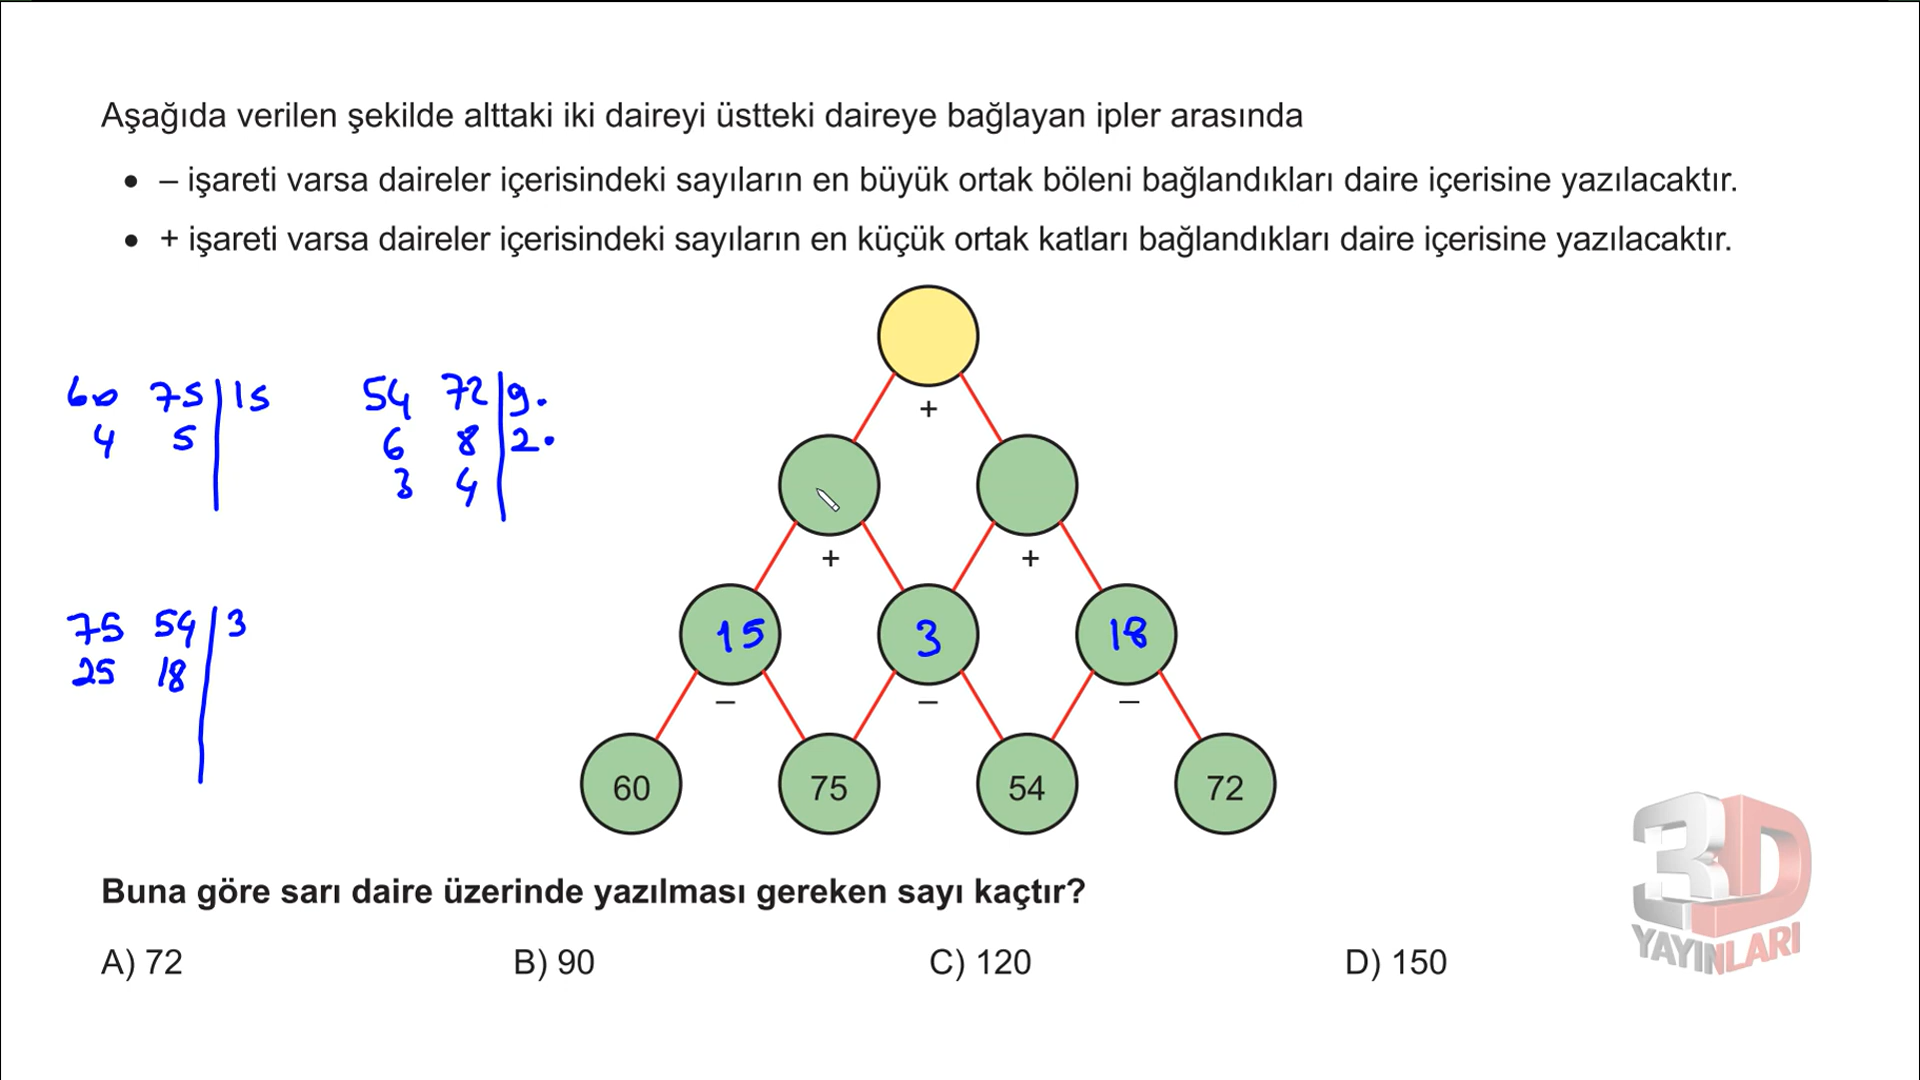 Aşağıda verilen şekilde alttaki iki daireyi üstteki daireye bağlayan ipler arasında
• – işareti varsa daireler içerisindeki sayıların en büyük ortak böleni bağlandıkları daire içerisine yazılacaktır.
• + işareti varsa daireler içerisindeki sayıların en küçük ortak katları bağlandıkları daire içerisine yazılacaktır.
60 75 | 15
4 5
54 72 | 9.
6 8 | 2.
3 4
75 54 | 3
25 18
+
+ +
15 3 18
– – –
60 75 54 72
Buna göre sarı daire üzerinde yazılması gereken sayı kaçtır?
A) 72 B) 90 C) 120 D) 150
3D
YAYINLARI